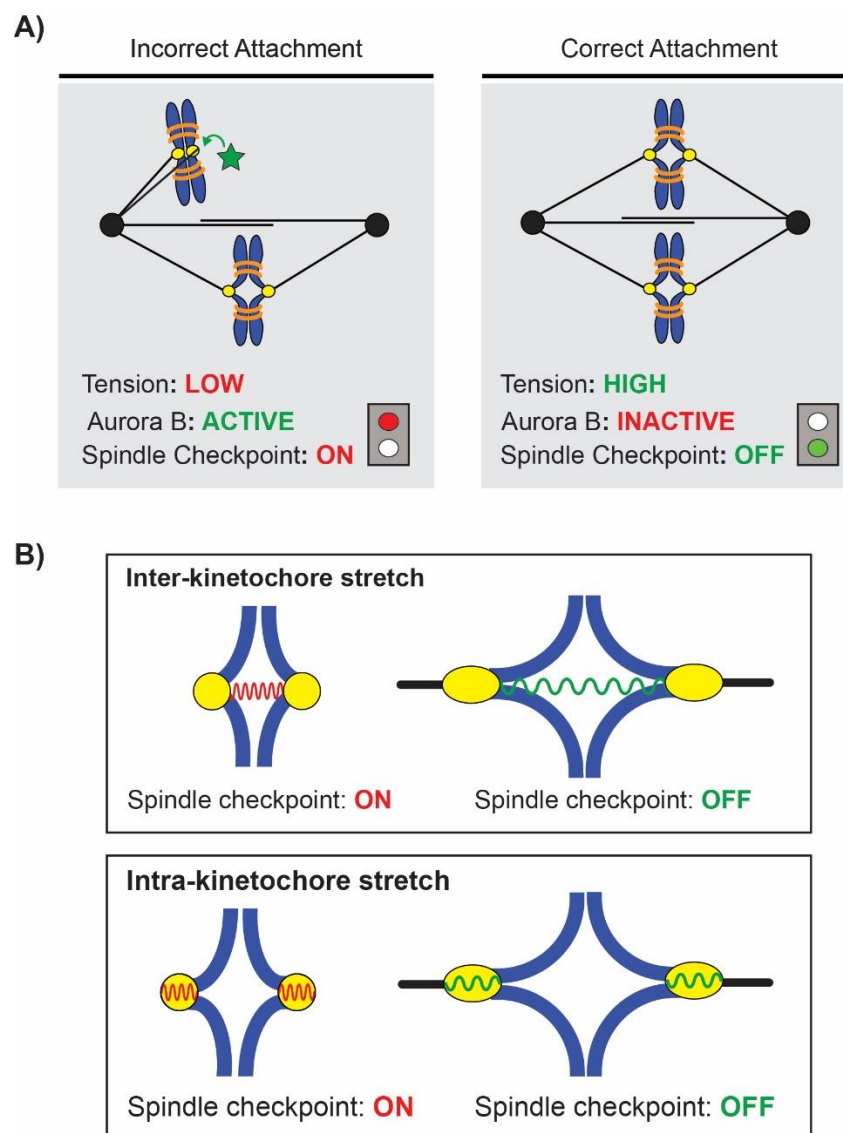 A)
Incorrect Attachment
Correct Attachment
Tension: LOW
Aurora B: ACTIVE
Spindle Checkpoint: ON
Tension: HIGH
Aurora B: INACTIVE
Spindle Checkpoint: OFF
B)
Inter-kinetochore stretch
Spindle checkpoint: ON
Spindle checkpoint: OFF
Intra-kinetochore stretch
Spindle checkpoint: ON
Spindle checkpoint: OFF